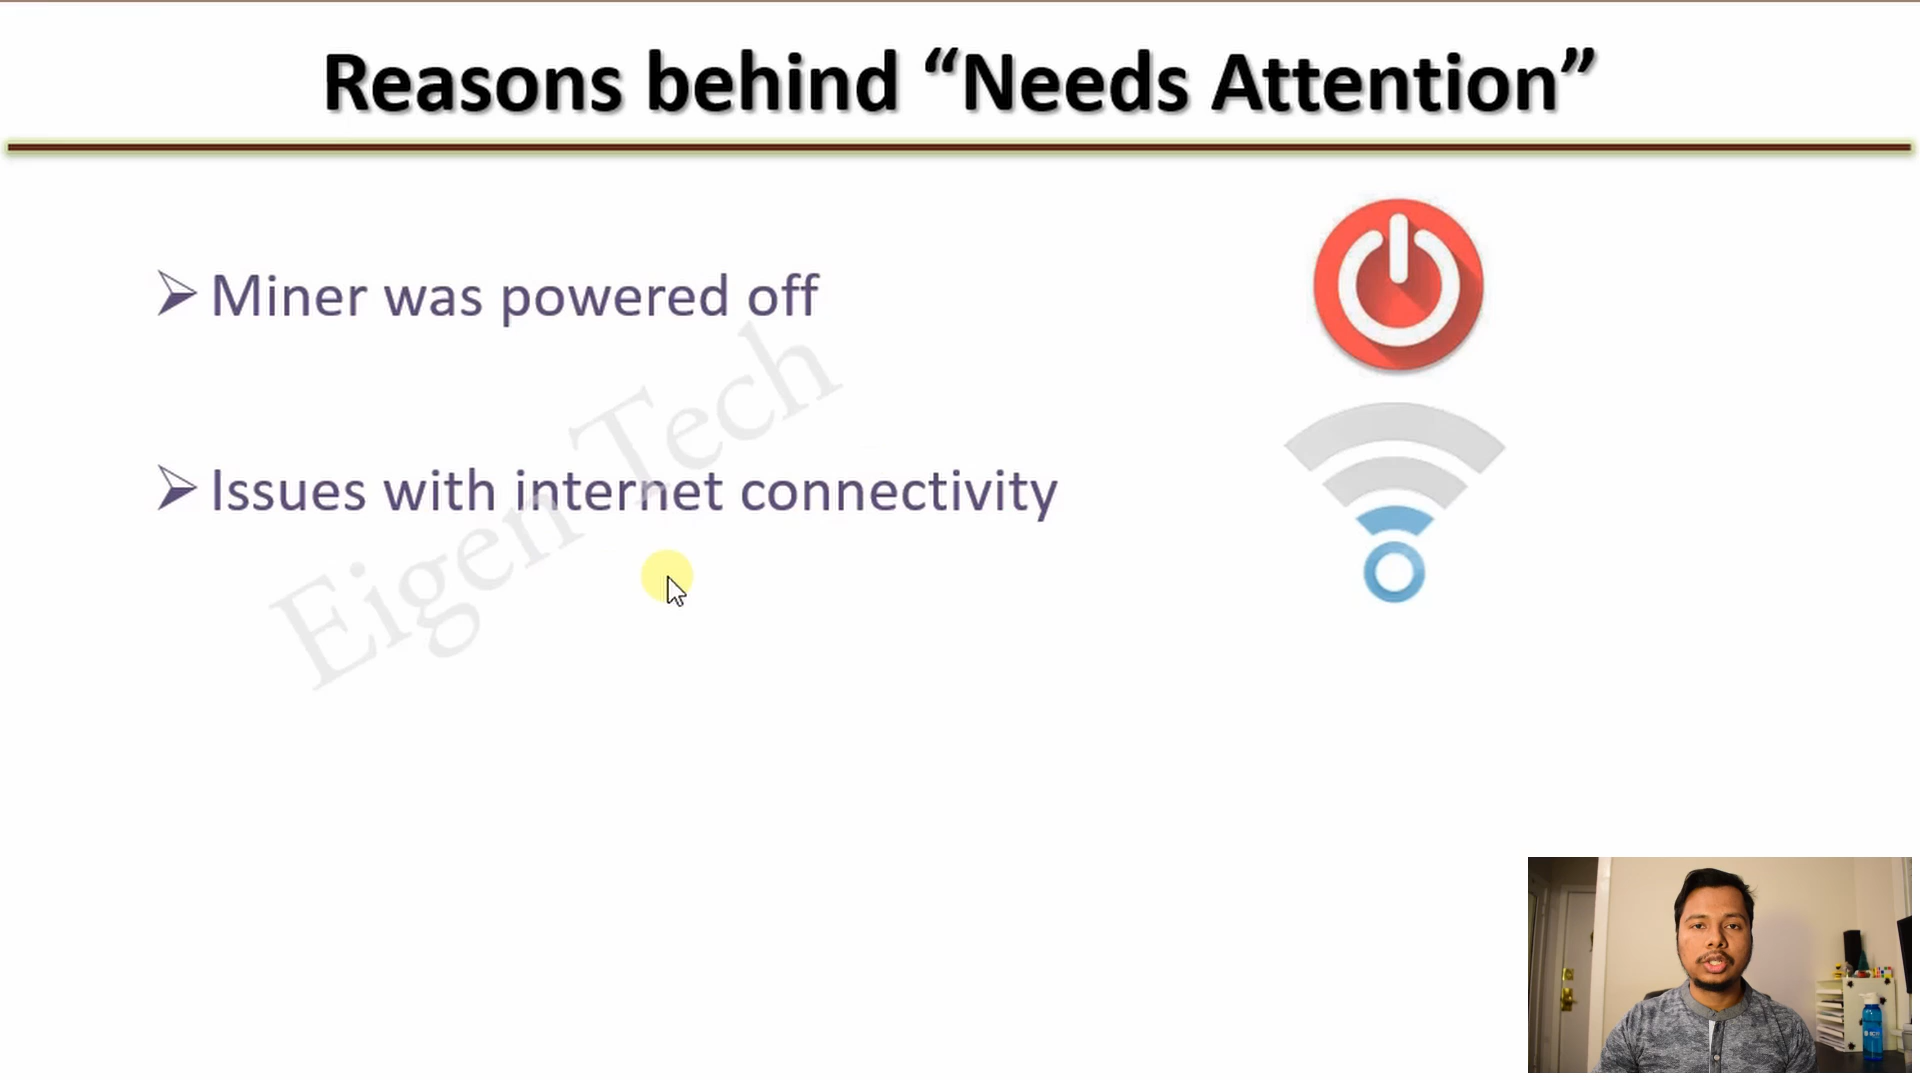 Reasons behind “Needs Attention”
Miner was powered off
Issues with internet connectivity
Eigen Tech